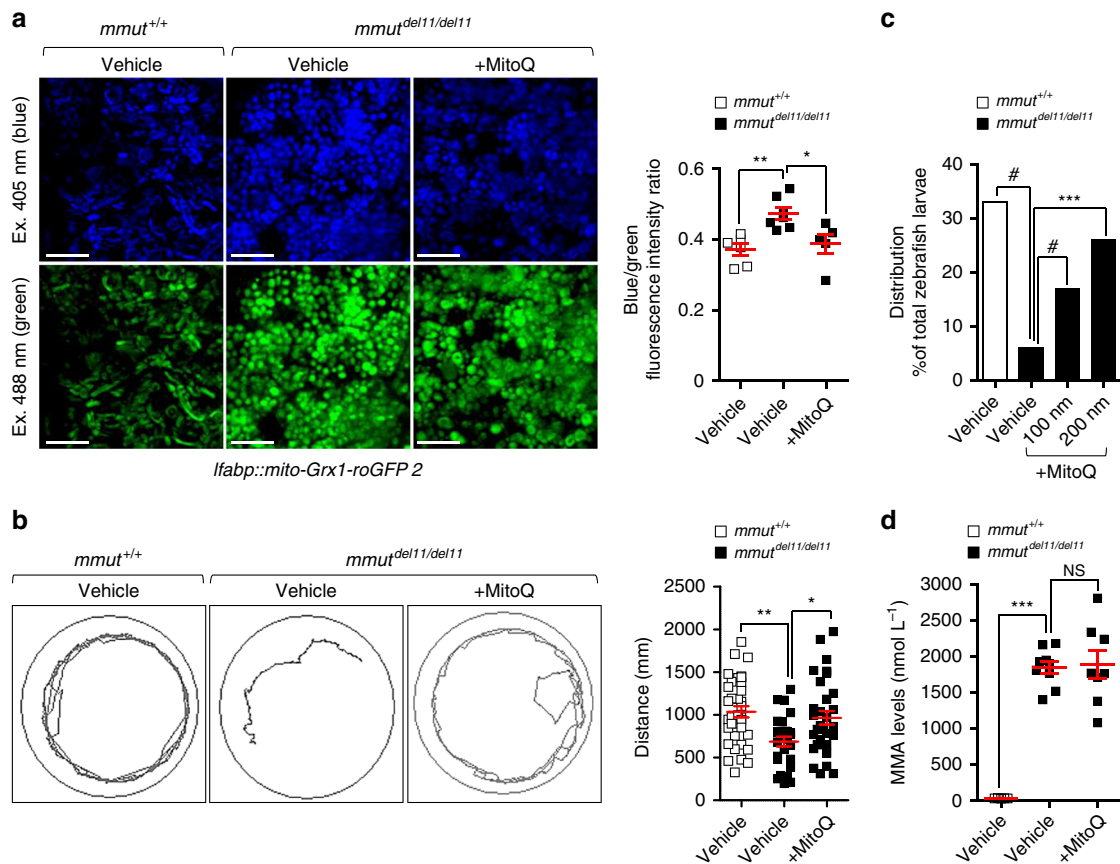 a
mmut+/+
mmutdel11/del11
Vehicle
Vehicle
+MitoQ
Ex. 405 nm (blue)
Ex. 488 nm (green)
lfabp::mito-Grx1-roGFP 2
mmut+/+
mmutdel11/del11
Blue/green
fluorescence intensity ratio
0.6
0.4
0.2
0
**
*
Vehicle
Vehicle
+MitoQ
c
mmut+/+
mmutdel11/del11
Distribution
%of total zebrafish larvae
40
30
20
10
0
#
***
#
Vehicle
Vehicle
100 nm
200 nm
+MitoQ
b
mmut+/+
mmutdel11/del11
Vehicle
Vehicle
+MitoQ
mmut+/+
mmutdel11/del11
Distance (mm)
2500
2000
1500
1000
500
0
**
*
Vehicle
Vehicle
+MitoQ
d
mmut+/+
mmutdel11/del11
MMA levels (nmol L−1)
3000
2500
2000
1500
1000
500
0
***
NS
Vehicle
Vehicle
+MitoQ